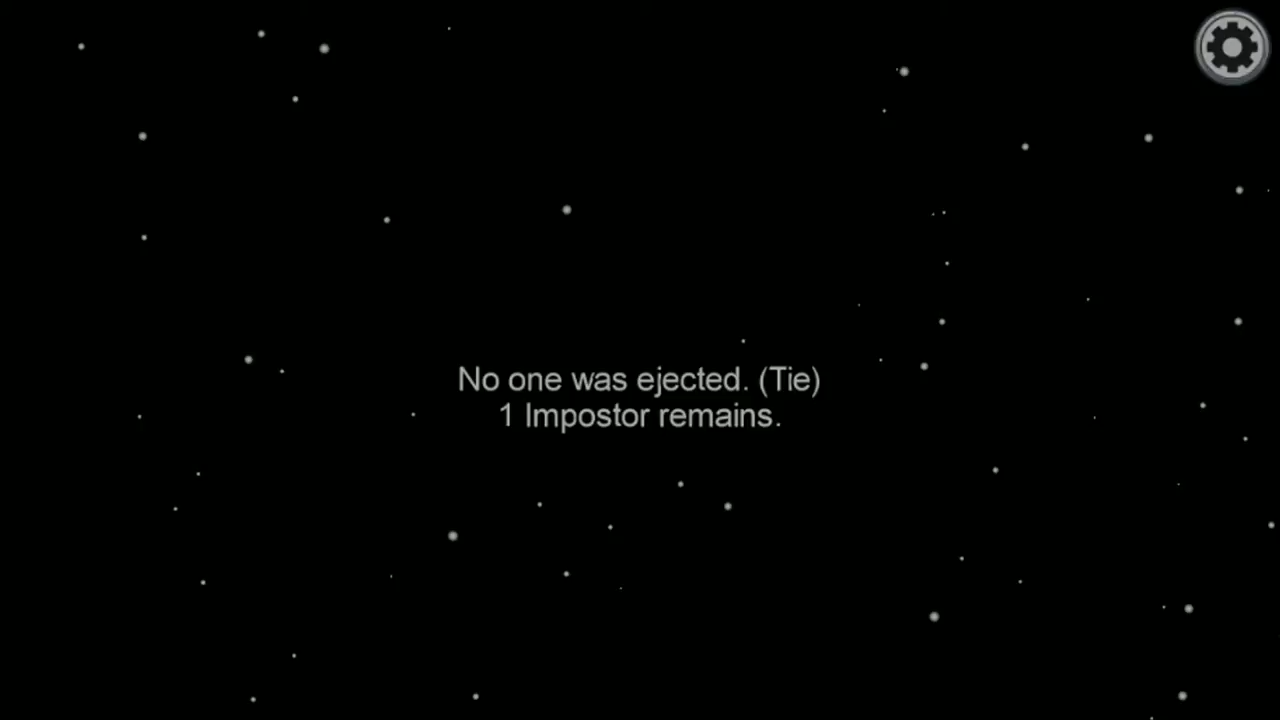 No one was ejected. (Tie)
1 Impostor remains.